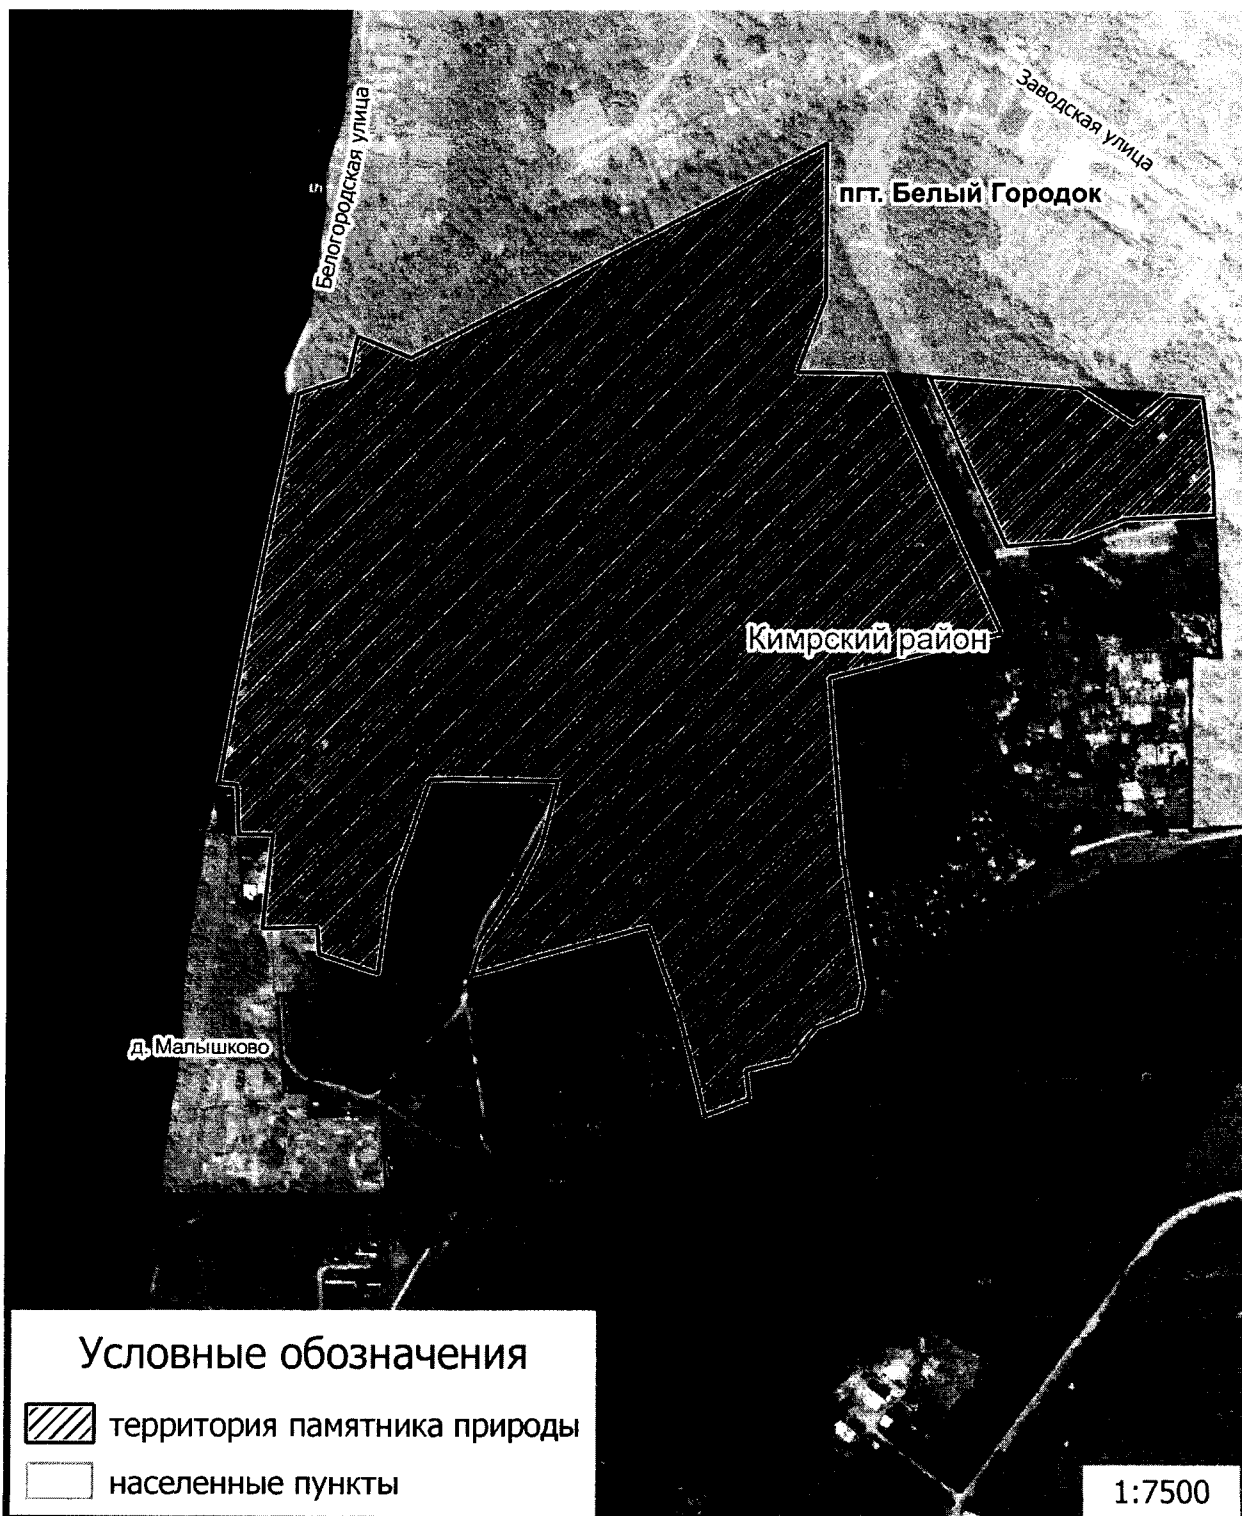 Заводская улица
Белогородская улица
пгт. Белый Городок
Кимрский район
д. Малышково
Условные обозначения
территория памятника природы
населенные пункты
1:7500